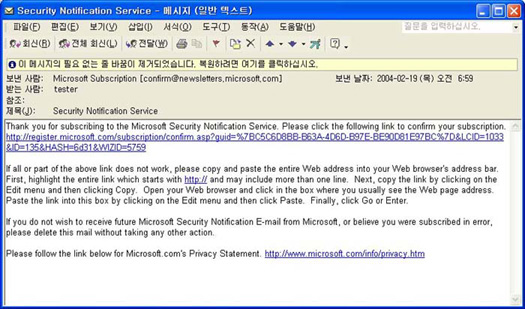 Security Notification Service - 메시지 (일반 텍스트)
파일(F) 편집(E) 보기(V) 삽입(I) 서식(O) 도구(T) 동작(A) 도움말(H) 질문을 입력하십시오.
회신(R) 전체 회신(L) 전달(W)
이 메시지의 필요 없는 줄 바꿈이 제거되었습니다. 복원하려면 여기를 클릭하십시오.
보낸 사람: Microsoft Subscription [confirm@newsletters,microsoft,com] 보낸 날짜: 2004-02-19 (목) 오전 6:59
받는 사람: tester
참조:
제목(J): Security Notification Service
Thank you for subscribing to the Microsoft Security Notification Service. Please click the following link to confirm your subscription.
http://register.microsoft.com/subscription/confirm.asp?guid=%7BC5C6D8BB-B63A-4D6D-B97E-BE90D81E97BC%7D&LCID=1033
&ID=135&HASH=6d31&WIZID=5759
If all or part of the above link does not work, please copy and paste the entire Web address into your Web browser's address bar.
First, highlight the entire link which starts with http:// and may include more than one line. Next, copy the link by clicking on the
Edit menu and then clicking Copy. Open your Web browser and click in the box where you usually see the Web page address.
Paste the link into this box by clicking on the Edit menu and then click Paste. Finally, click Go or Enter.
If you do not wish to receive future Microsoft Security Notification E-mail from Microsoft, or believe you were subscribed in error,
please delete this mail without taking any other action.
Please follow the link below for Microsoft.com's Privacy Statement. http://www.microsoft.com/info/privacy.htm